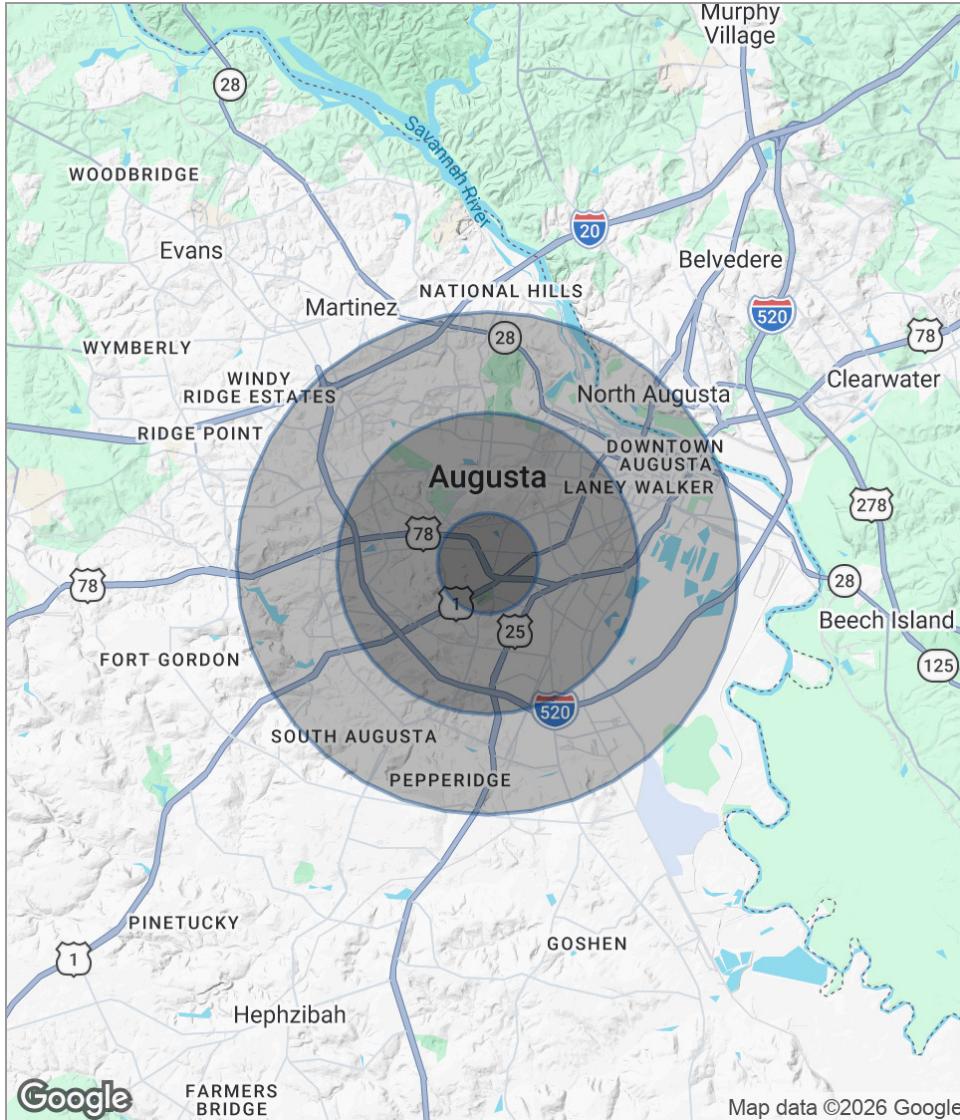 Murphy
Village
28
Savannah River
WOODBRIDGE
20
Evans
Belvedere
NATIONAL HILLS
Martinez
520
28
78
WYMBERLY
WINDY
RIDGE ESTATES
Clearwater
North Augusta
RIDGE POINT
DOWNTOWN
AUGUSTA
Augusta
LANEY WALKER
278
78
78
28
1
Beech Island
25
FORT GORDON
125
520
SOUTH AUGUSTA
PEPPERIDGE
PINETUCKY
GOSHEN
1
Hephzibah
FARMERS
BRIDGE
Google
Map data ©2026 Google